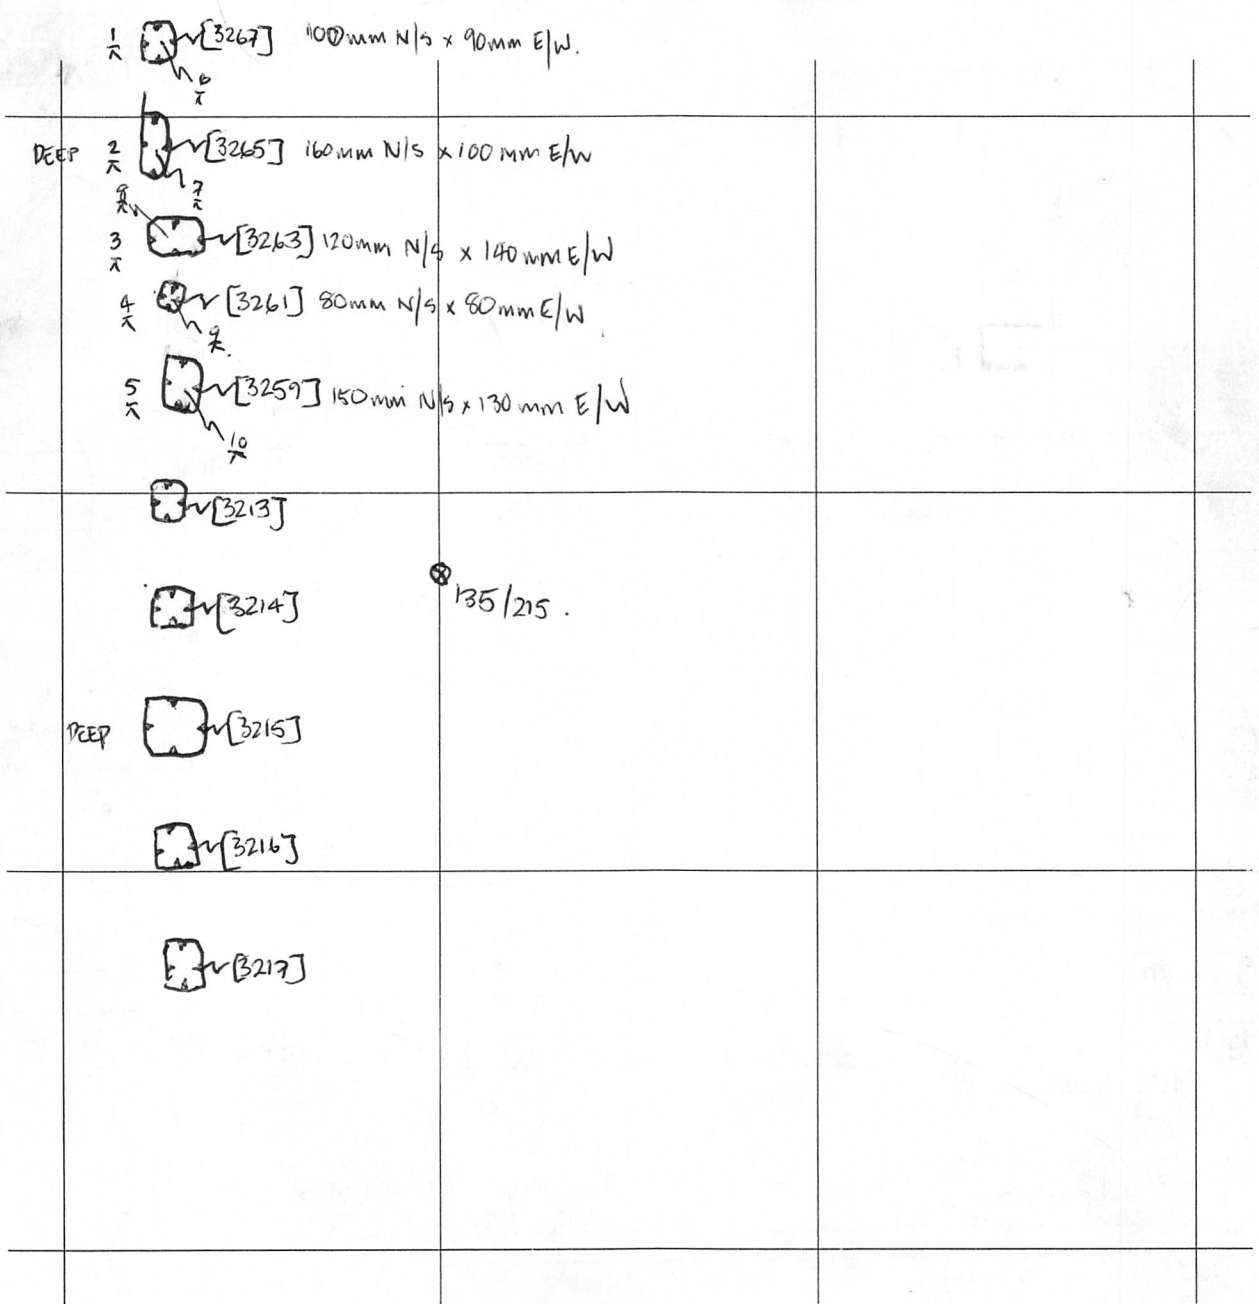 1/⊼ [3267] 100mm N/S x 90mm E/W.
6/⊼
DEEP 2/⊼ [3265] 160mm N/S x 100mm E/W
7/⊼
8/⊼
3/⊼ [3263] 120mm N/S x 140mm E/W
4/⊼ [3261] 80mm N/S x 80mm E/W
9/⊼.
5/⊼ [3259] 150mm N/S x 130mm E/W
10/⊼
[3213]
[3214]
135/215.
DEEP [3215]
[3216]
[3217]